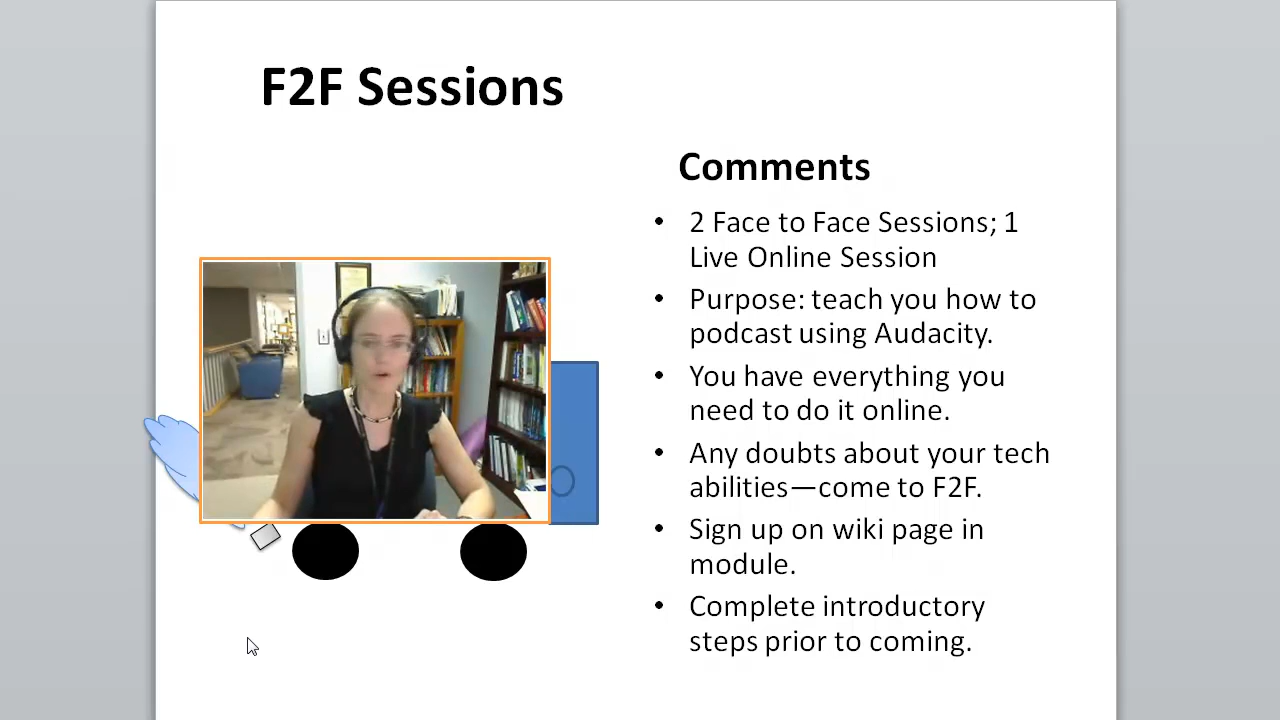 F2F Sessions
Comments
• 2 Face to Face Sessions; 1
Live Online Session
• Purpose: teach you how to
podcast using Audacity.
• You have everything you
need to do it online.
• Any doubts about your tech
abilities—come to F2F.
• Sign up on wiki page in
module.
• Complete introductory
steps prior to coming.